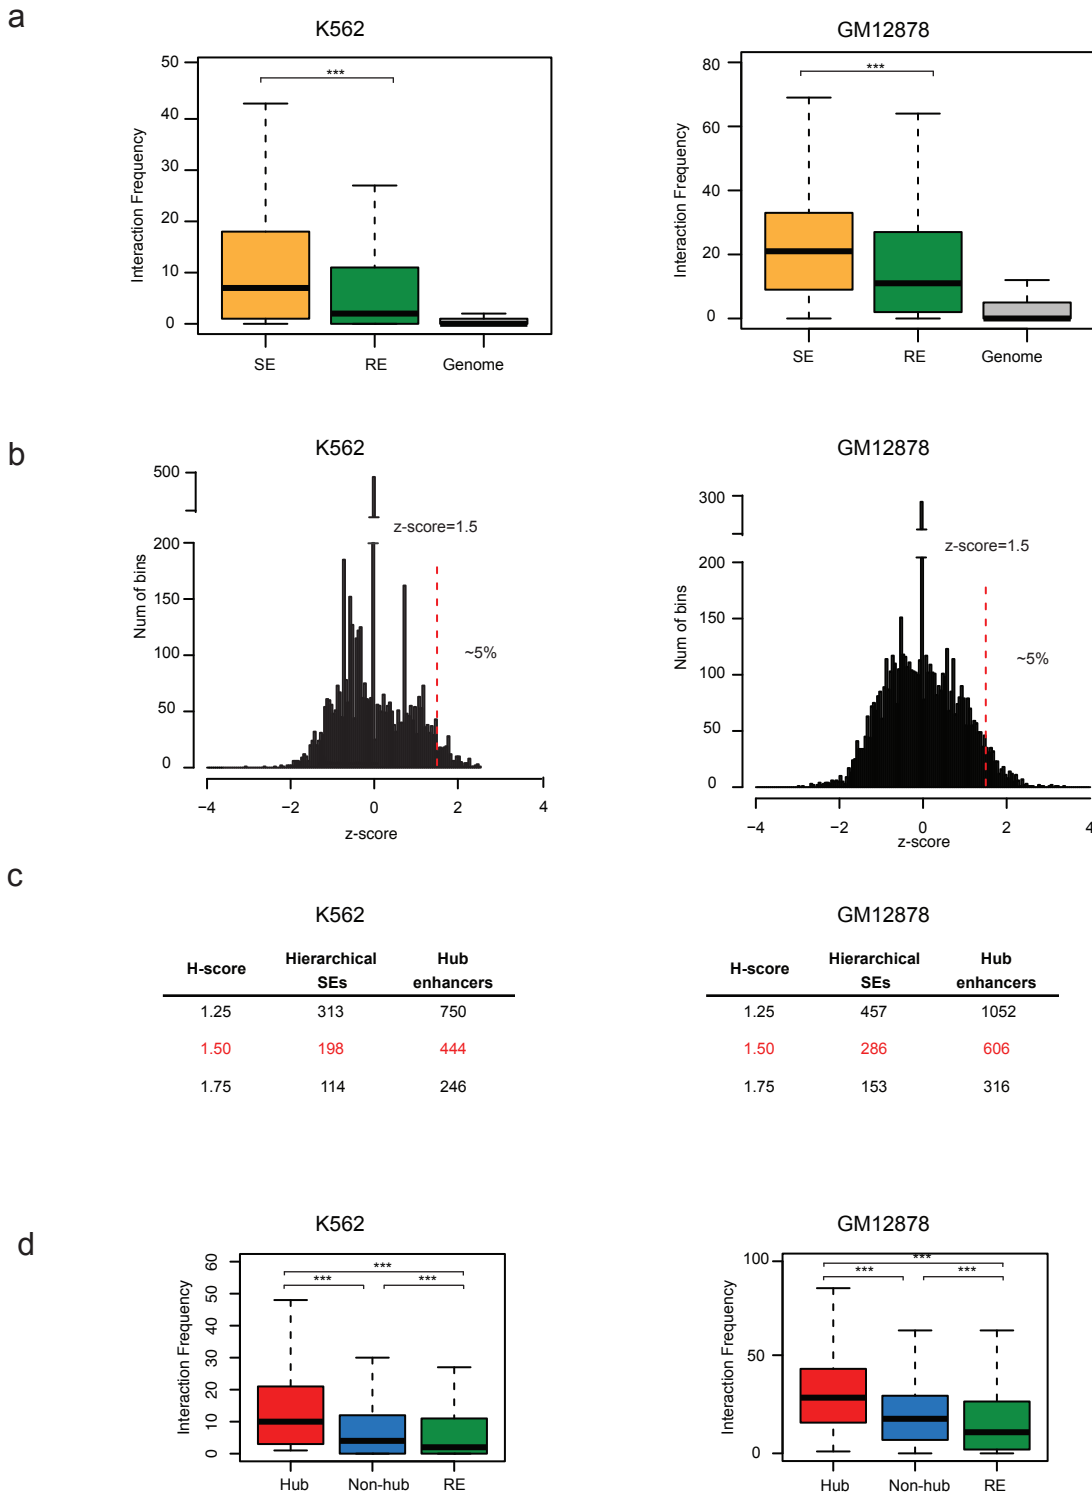 a
K562
GM12878
Interaction Frequency
50
40
30
20
10
0
***
SE
RE
Genome
Interaction Frequency
80
60
40
20
0
***
SE
RE
Genome
b
K562
GM12878
Num of bins
500
200
150
100
50
0
z-score=1.5
~5%
−4
−2
0
2
4
z-score
Num of bins
300
200
150
100
50
0
z-score=1.5
~5%
−4
−2
0
2
4
z-score
c
K562
GM12878
H-score Hierarchical SEs Hub enhancers
1.25 313 750
1.50 198 444
1.75 114 246
H-score Hierarchical SEs Hub enhancers
1.25 457 1052
1.50 286 606
1.75 153 316
d
K562
GM12878
Interaction Frequency
60
50
40
30
20
10
0
***
*** ***
Hub
Non-hub
RE
Interaction Frequency
100
50
0
***
*** ***
Hub
Non-hub
RE